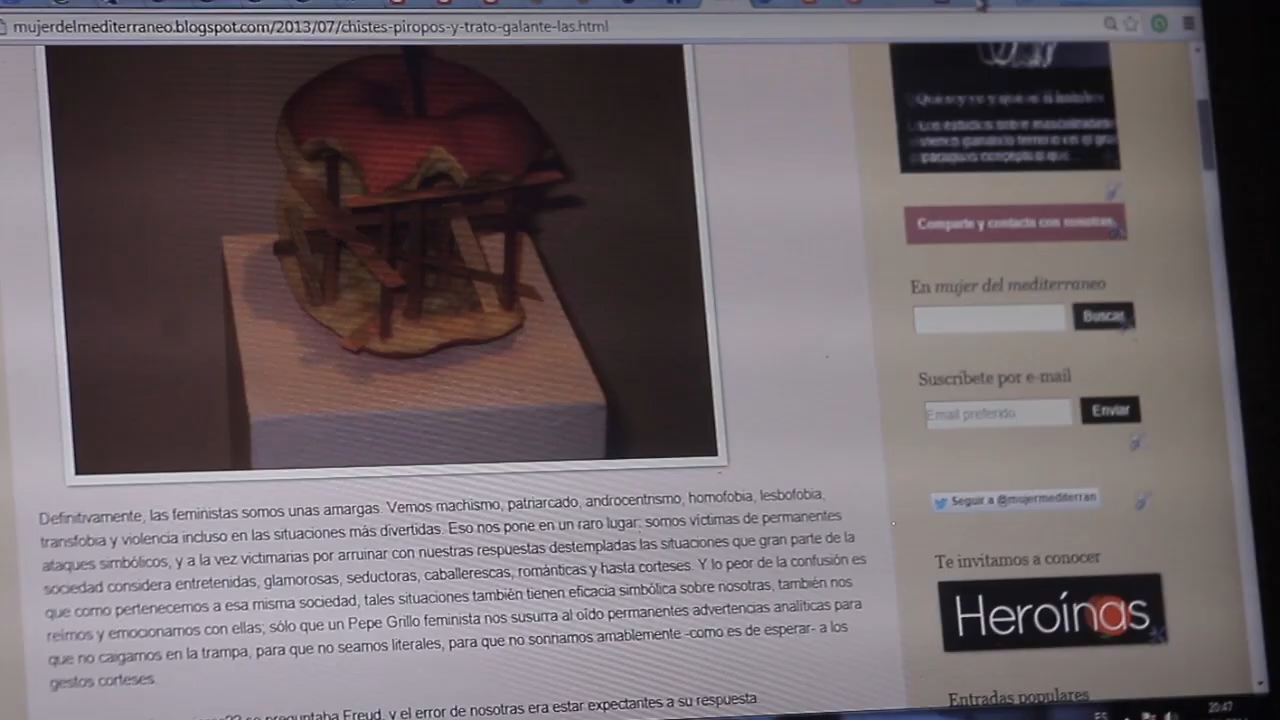 mujerdelmediterraneo.blogspot.com/2013/07/chistes-piropos-y-trato-galante-las.html
Definitivamente, las feministas somos unas amargas. Vemos machismo, patriarcado, androcentrismo, homofobia, lesbofobia,
transfobia y violencia incluso en las situaciones más divertidas. Eso nos pone en un raro lugar; somos víctimas de permanentes
ataques simbólicos, y a la vez victimarias por arruinar con nuestras respuestas destempladas las situaciones que gran parte de la
sociedad considera entretenidas, glamorosas, seductoras, caballerescas, románticas y hasta corteses. Y lo peor de la confusión es
que como pertenecemos a esa misma sociedad, tales situaciones también tienen eficacia simbólica sobre nosotras, también nos
reímos y emocionamos con ellas; sólo que un Pepe Grillo feminista nos susurra al oído permanentes advertencias analíticas para
que no caigamos en la trampa, para que no seamos literales, para que no sonriamos amablemente -como es de esperar- a los
gestos corteses.
se preguntaba Freud, y el error de nosotras era estar expectantes a su respuesta
Comparte y contacta con nosotras
En mujer del mediterraneo
Buscar
Suscríbete por e-mail
Email preferido
Enviar
Seguir a @mujermediterran
Te invitamos a conocer
Heroínas
Entradas populares
ES
20:47